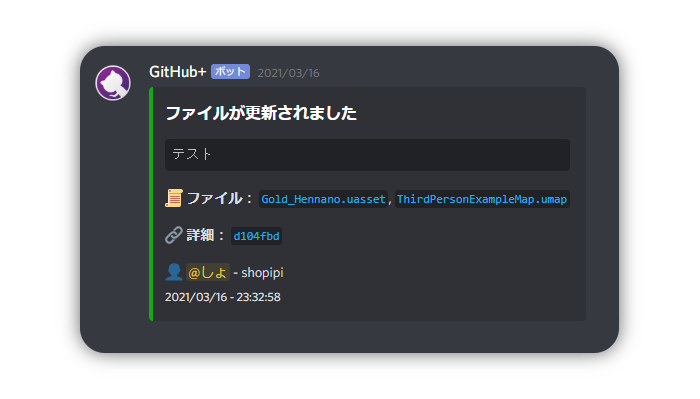 GitHub+ ボット 2021/03/16
ファイルが更新されました
テスト
ファイル： Gold_Hennano.uasset, ThirdPersonExampleMap.umap
詳細： d104fbd
@しょ - shopipi
2021/03/16 - 23:32:58